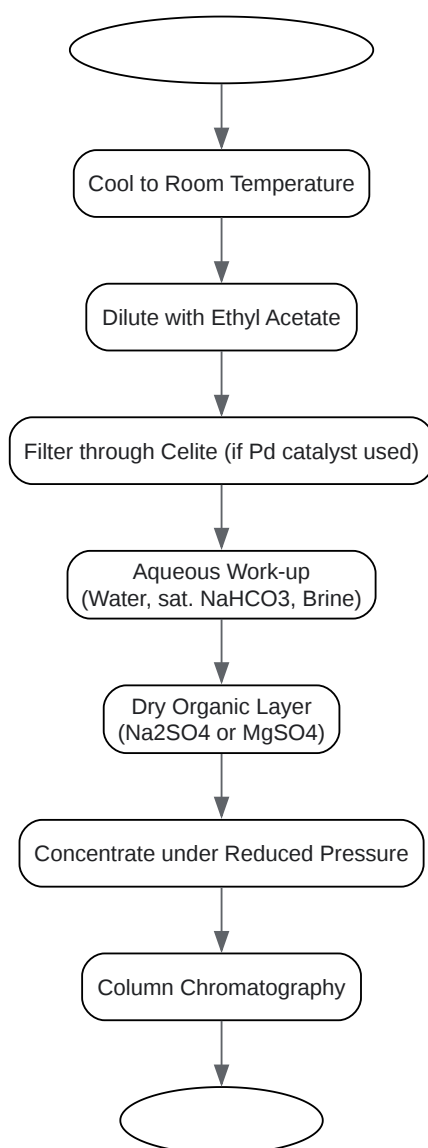 Cool to Room Temperature
Dilute with Ethyl Acetate
Filter through Celite (if Pd catalyst used)
Aqueous Work-up
(Water, sat. NaHCO3, Brine)
Dry Organic Layer
(Na2SO4 or MgSO4)
Concentrate under Reduced Pressure
Column Chromatography